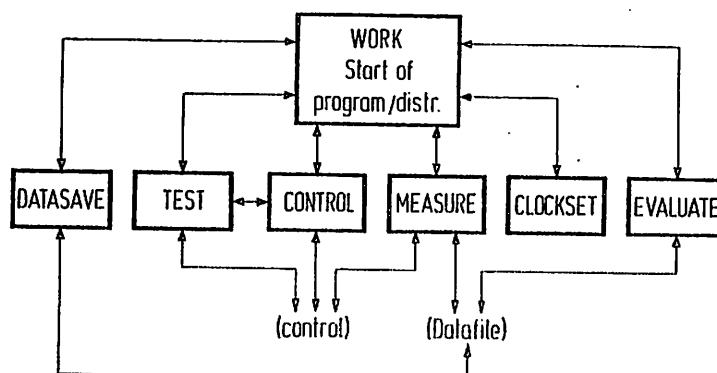 WORK
Start of
program/distr.
DATASAVE
TEST
CONTROL
MEASURE
CLOCKSET
EVALUATE
(control)
(Datafile)